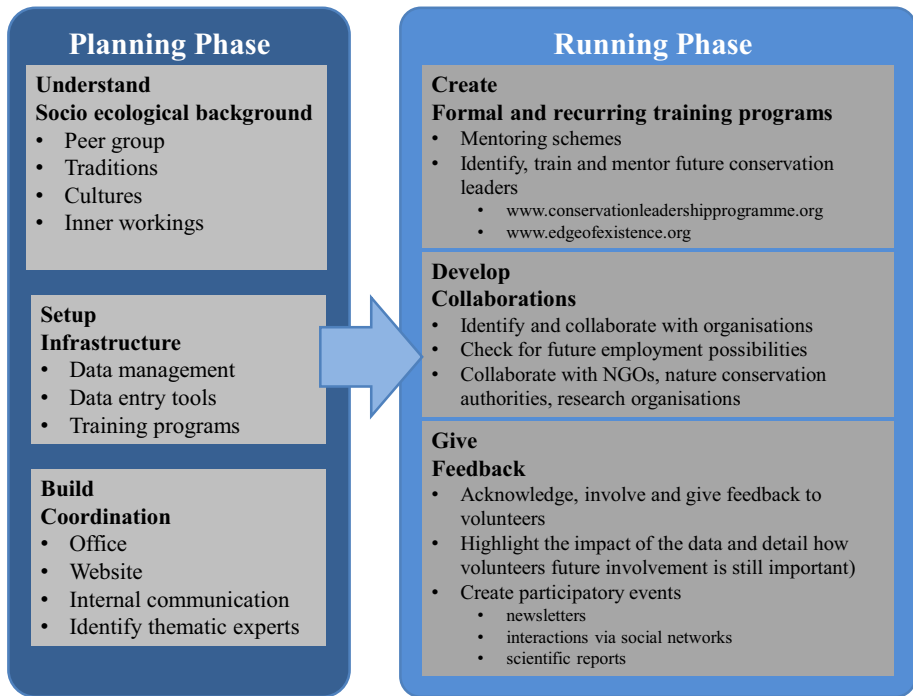 Planning Phase
Understand
Socio ecological background
• Peer group
• Traditions
• Cultures
• Inner workings
Setup
Infrastructure
• Data management
• Data entry tools
• Training programs
Build
Coordination
• Office
• Website
• Internal communication
• Identify thematic experts
Running Phase
Create
Formal and recurring training programs
• Mentoring schemes
• Identify, train and mentor future conservation
leaders
• www.conservationleadershipprogramme.org
• www.edgeofexistence.org
Develop
Collaborations
• Identify and collaborate with organisations
• Check for future employment possibilities
• Collaborate with NGOs, nature conservation
authorities, research organisations
Give
Feedback
• Acknowledge, involve and give feedback to
volunteers
• Highlight the impact of the data and detail how
volunteers future involvement is still important)
• Create participatory events
• newsletters
• interactions via social networks
• scientific reports